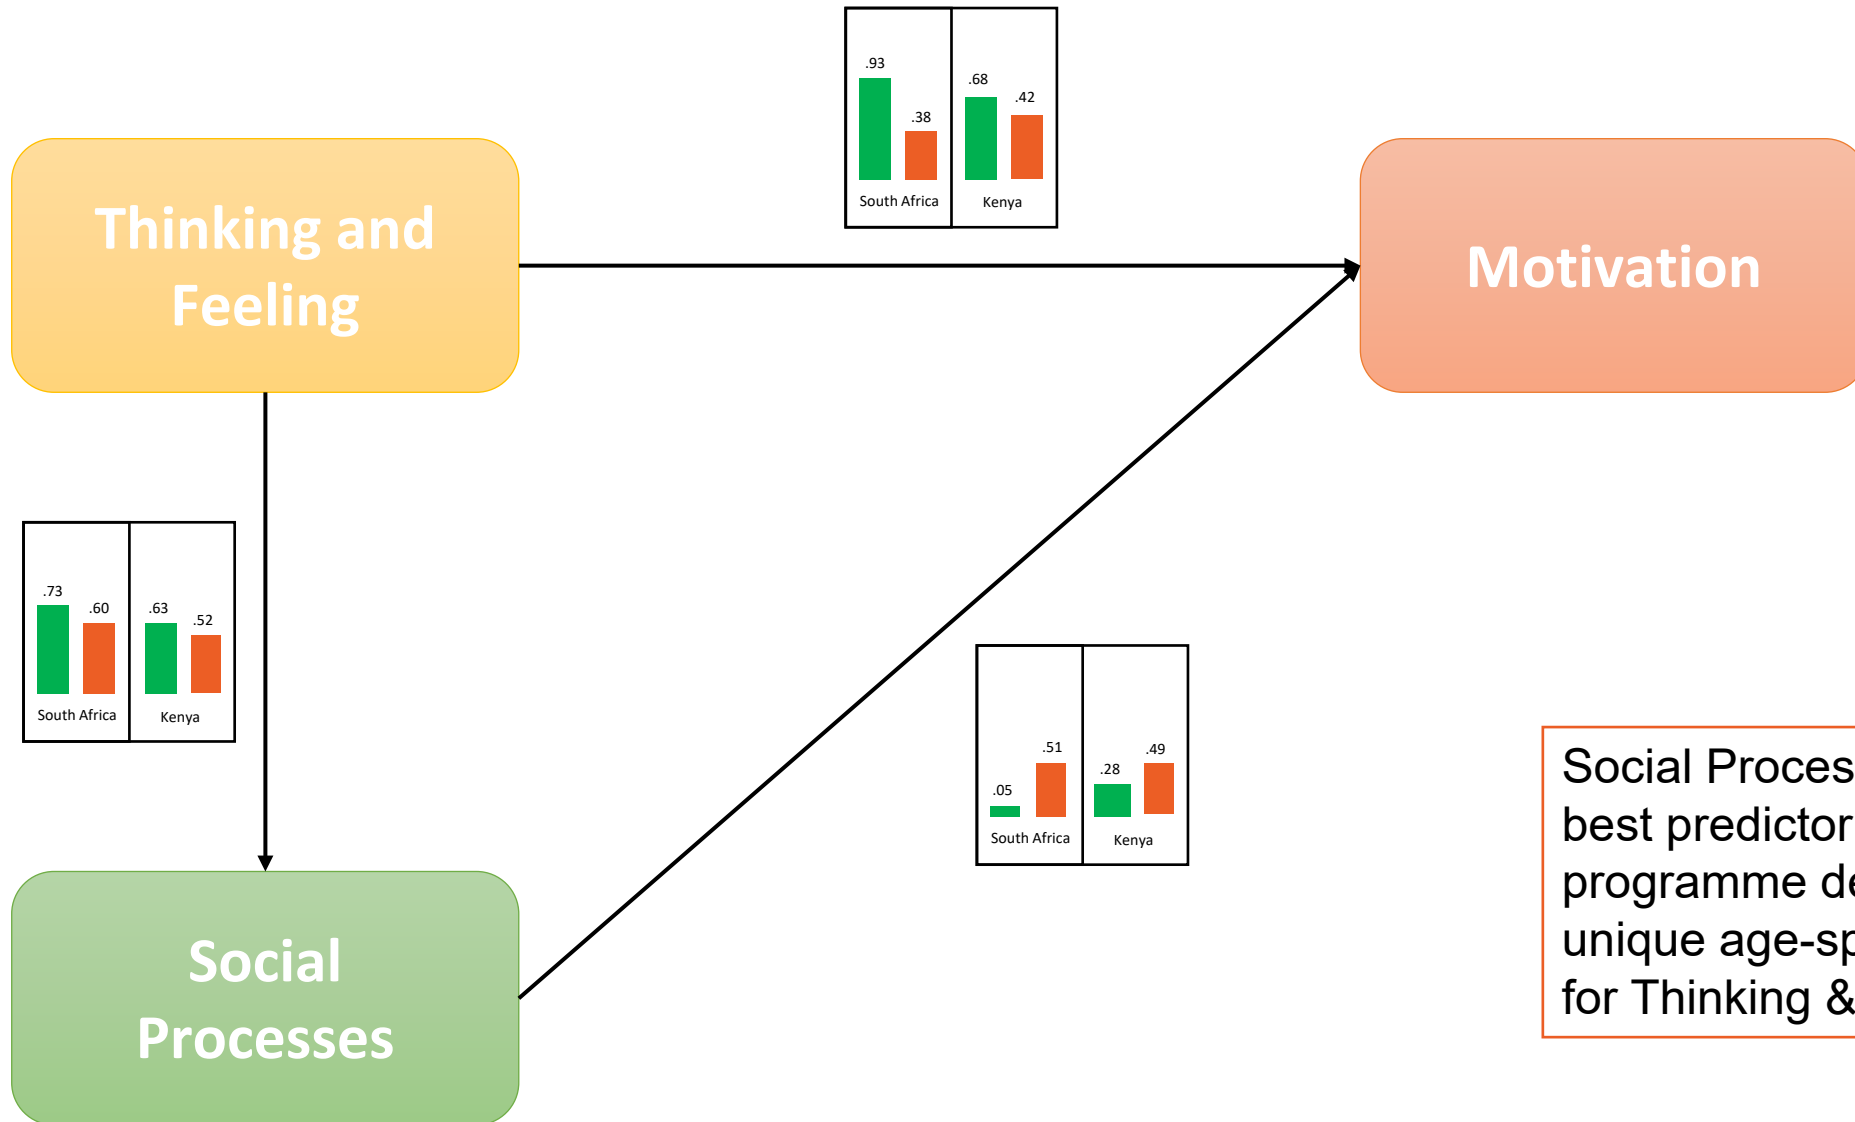 .93
.38
South Africa
.68
.42
Kenya
Thinking and
Feeling
Motivation
.73
.60
South Africa
.63
.52
Kenya
.05
.51
South Africa
.28
.49
Kenya
Social
Processes
Social Proces
best predictor
programme de
unique age-sp
for Thinking &